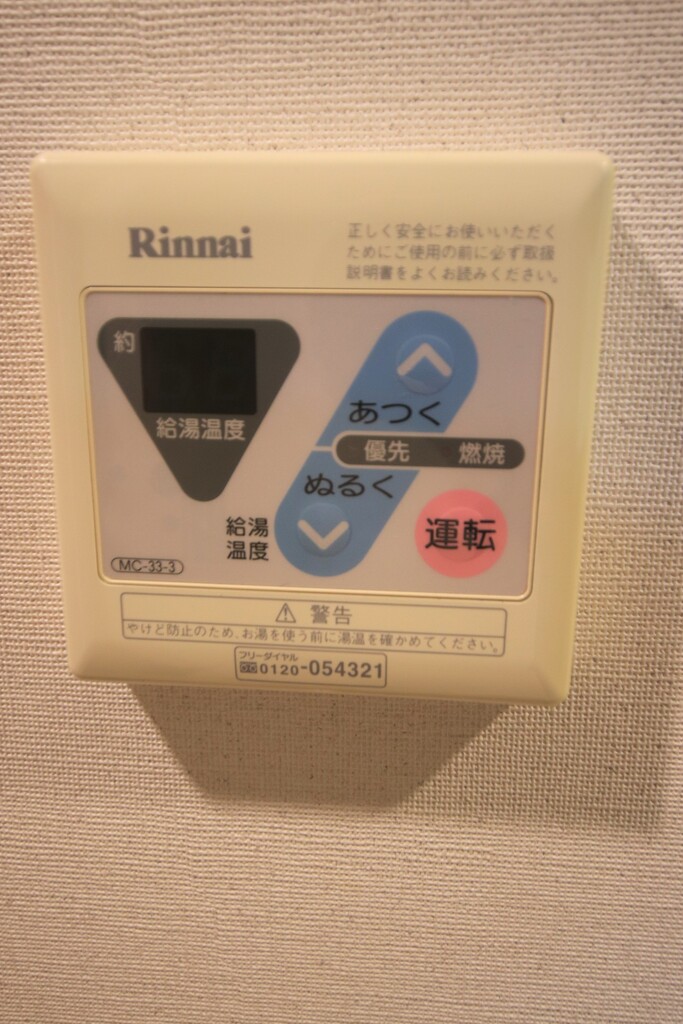 Rinnai
正しく安全にお使いいただく
ためにご使用の前に必ず取扱
説明書をよくお読みください。
約
給湯温度
あつく
優先 燃焼
ぬるく
給湯
温度
運転
MC-33-3
⚠ 警告
やけど防止のため、お湯を使う前に湯温を確かめてください。
フリーダイヤル
0120-054321